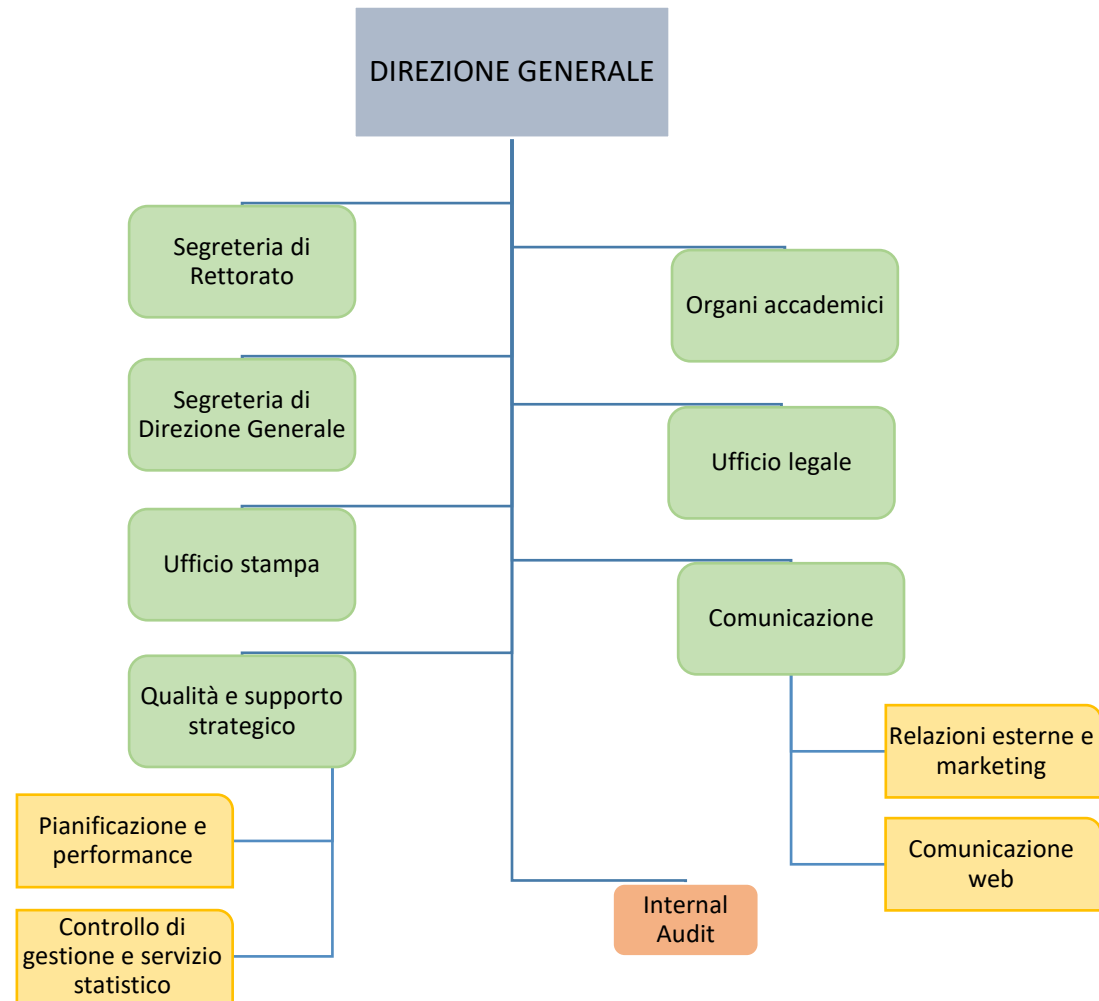 DIREZIONE GENERALE
Segreteria di
Rettorato
Organi accademici
Segreteria di
Direzione Generale
Ufficio legale
Ufficio stampa
Comunicazione
Qualità e supporto
strategico
Relazioni esterne e
marketing
Pianificazione e
performance
Comunicazione
web
Internal
Audit
Controllo di
gestione e servizio
statistico